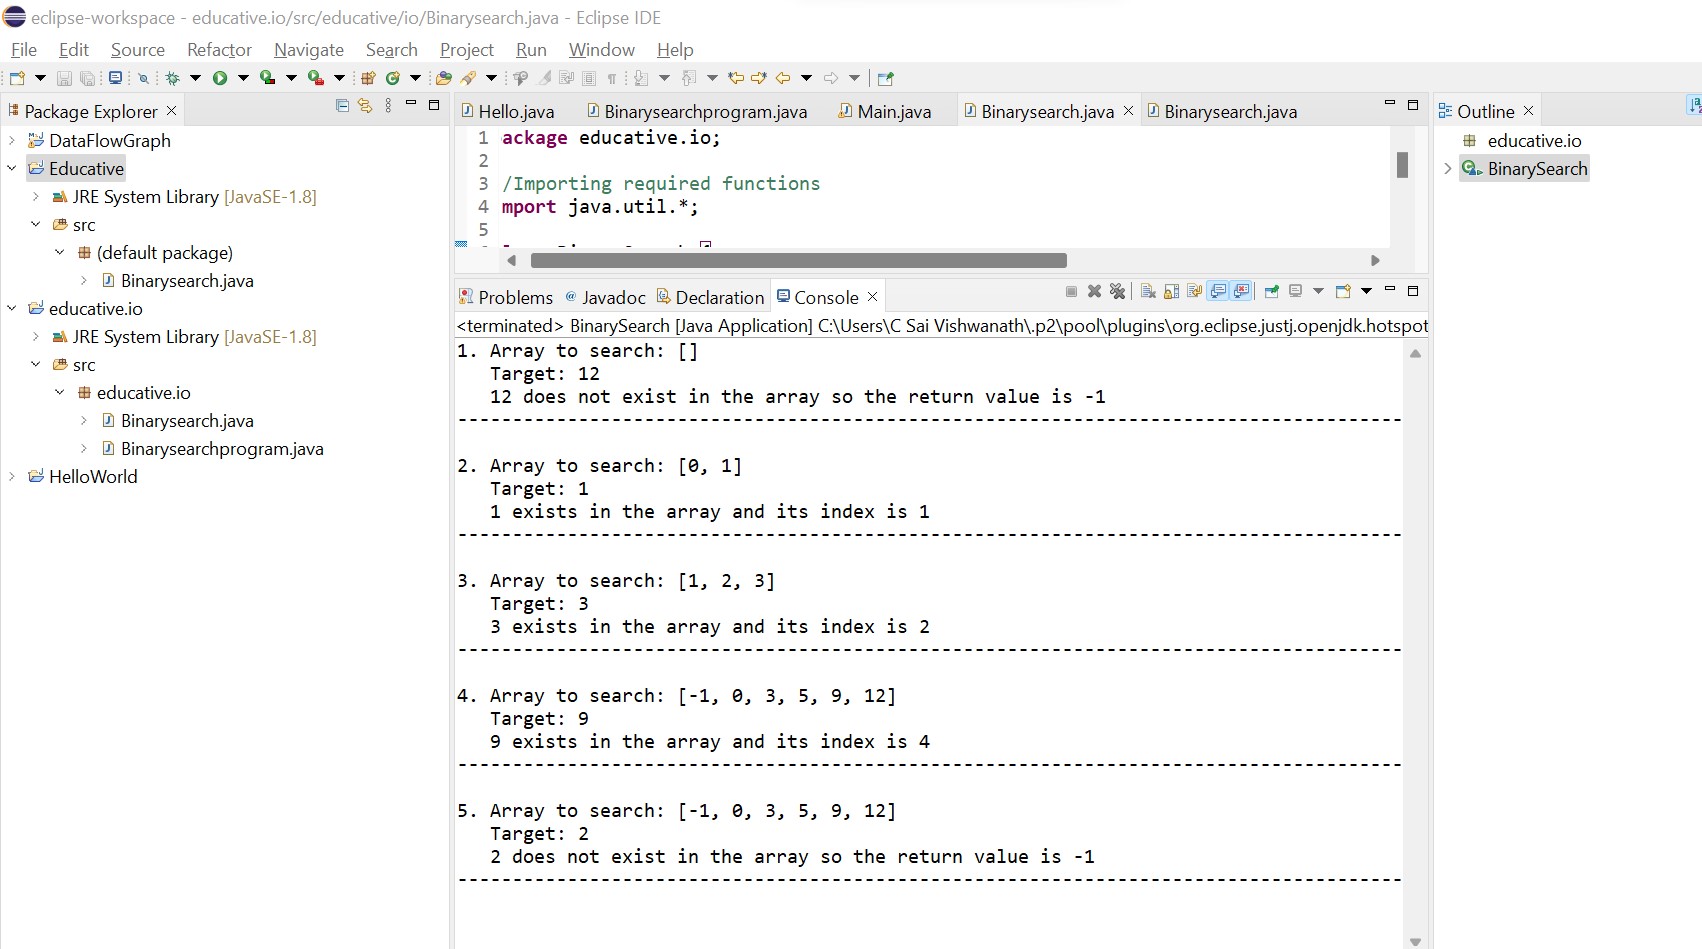 eclipse-workspace - educative.io/src/educative/io/Binarysearch.java - Eclipse IDE
File Edit Source Refactor Navigate Search Project Run Window Help
Package Explorer
DataFlowGraph
Educative
JRE System Library [JavaSE-1.8]
src
(default package)
Binarysearch.java
educative.io
JRE System Library [JavaSE-1.8]
src
educative.io
Binarysearch.java
Binarysearchprogram.java
HelloWorld
Hello.java Binarysearchprogram.java Main.java Binarysearch.java Binarysearch.java
1 ackage educative.io;
2
3 /Importing required functions
4 mport java.util.*;
5
Problems Javadoc Declaration Console
<terminated> BinarySearch [Java Application] C:\Users\C Sai Vishwanath\.p2\pool\plugins\org.eclipse.justj.openjdk.hotspot
1. Array to search: []
Target: 12
12 does not exist in the array so the return value is -1
--------------------------------------------------------------------------------------
2. Array to search: [0, 1]
Target: 1
1 exists in the array and its index is 1
--------------------------------------------------------------------------------------
3. Array to search: [1, 2, 3]
Target: 3
3 exists in the array and its index is 2
--------------------------------------------------------------------------------------
4. Array to search: [-1, 0, 3, 5, 9, 12]
Target: 9
9 exists in the array and its index is 4
--------------------------------------------------------------------------------------
5. Array to search: [-1, 0, 3, 5, 9, 12]
Target: 2
2 does not exist in the array so the return value is -1
--------------------------------------------------------------------------------------
Outline
educative.io
BinarySearch